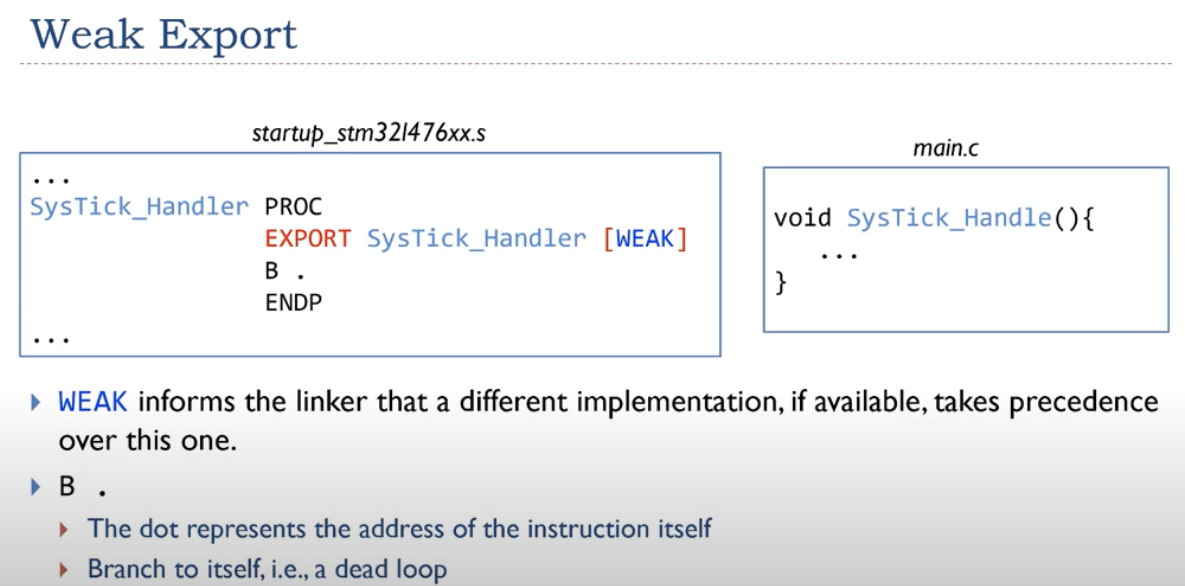 Weak Export
startup_stm32l476xx.s
...
SysTick_Handler PROC
EXPORT SysTick_Handler [WEAK]
B .
ENDP
...
main.c
void SysTick_Handle(){
...
}
WEAK informs the linker that a different implementation, if available, takes precedence
over this one.
B .
The dot represents the address of the instruction itself
Branch to itself, i.e., a dead loop